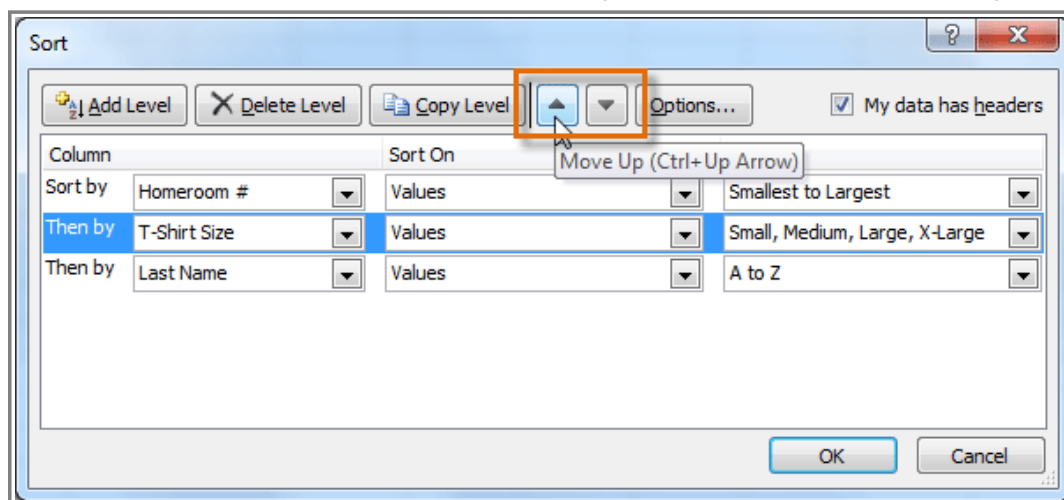 Sort
Add Level Delete Level Copy Level Options... My data has headers
Column Sort On
Move Up (Ctrl+Up Arrow)
Sort by Homeroom # Values Smallest to Largest
Then by T-Shirt Size Values Small, Medium, Large, X-Large
Then by Last Name Values A to Z
OK Cancel